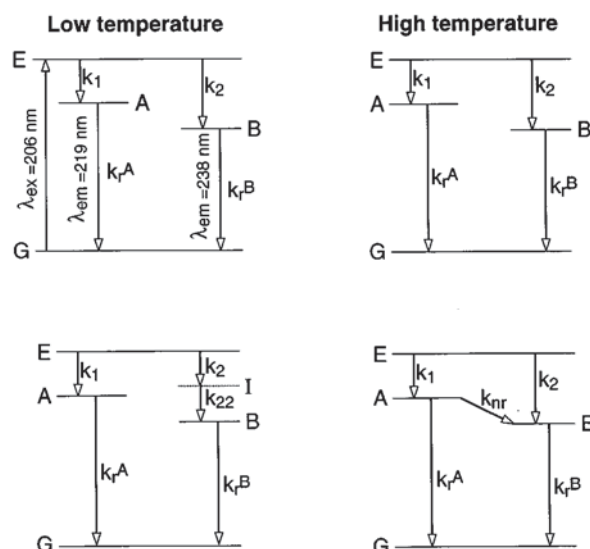 Low temperature
High temperature
E
k1
k2
A
B
λex=206 nm
λem=219 nm
krA
λem=238 nm
krB
G
E
k1
k2
A
B
krA
krB
G
E
k1
k2
I
A
k22
B
krA
krB
G
E
k1
k2
A
knr
krA
krB
G